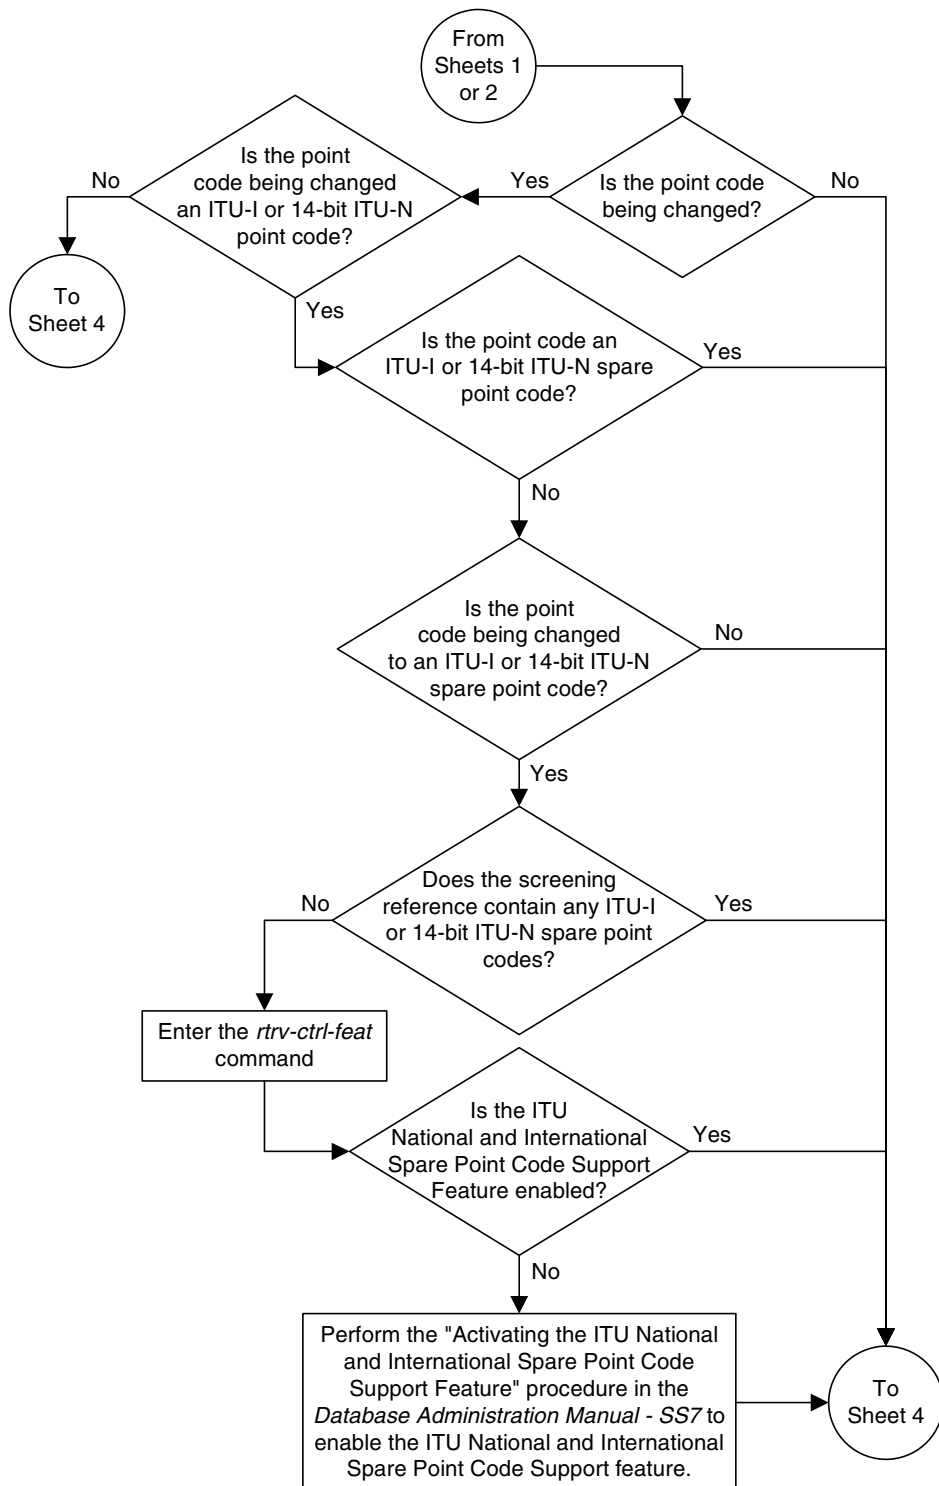 From
Sheets 1
or 2
Is the point code
being changed?
Yes
No
Is the point
code being changed
an ITU-I or 14-bit ITU-N
point code?
No
To
Sheet 4
Yes
Is the point code an
ITU-I or 14-bit ITU-N spare
point code?
Yes
No
Is the point
code being changed
to an ITU-I or 14-bit ITU-N
spare point code?
No
Yes
Does the screening
reference contain any ITU-I
or 14-bit ITU-N spare point
codes?
No
Yes
Enter the rtrv-ctrl-feat
command
Is the ITU
National and International
Spare Point Code Support
Feature enabled?
Yes
No
Perform the "Activating the ITU National
and International Spare Point Code
Support Feature" procedure in the
Database Administration Manual - SS7 to
enable the ITU National and International
Spare Point Code Support feature.
To
Sheet 4